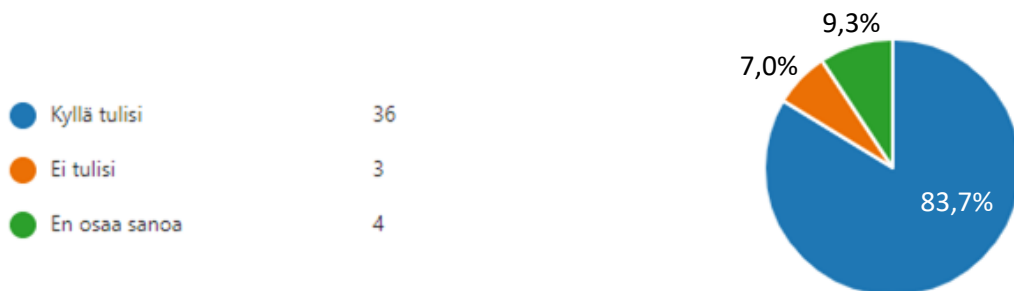 9,3%
7,0%
Kyllä tulisi 36
Ei tulisi 3
83,7%
En osaa sanoa 4